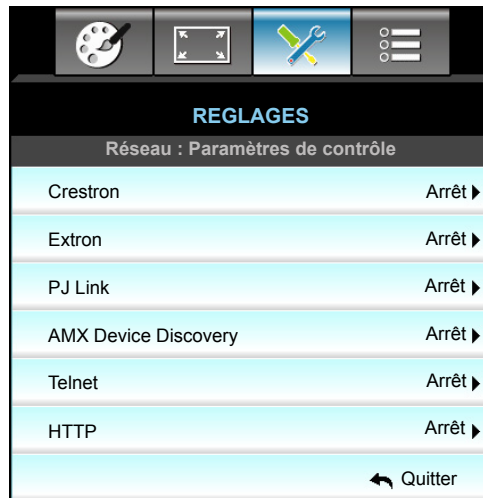 REGLAGES
Réseau : Paramètres de contrôle
Crestron Arrêt
Extron Arrêt
PJ Link Arrêt
AMX Device Discovery Arrêt
Telnet Arrêt
HTTP Arrêt
Quitter